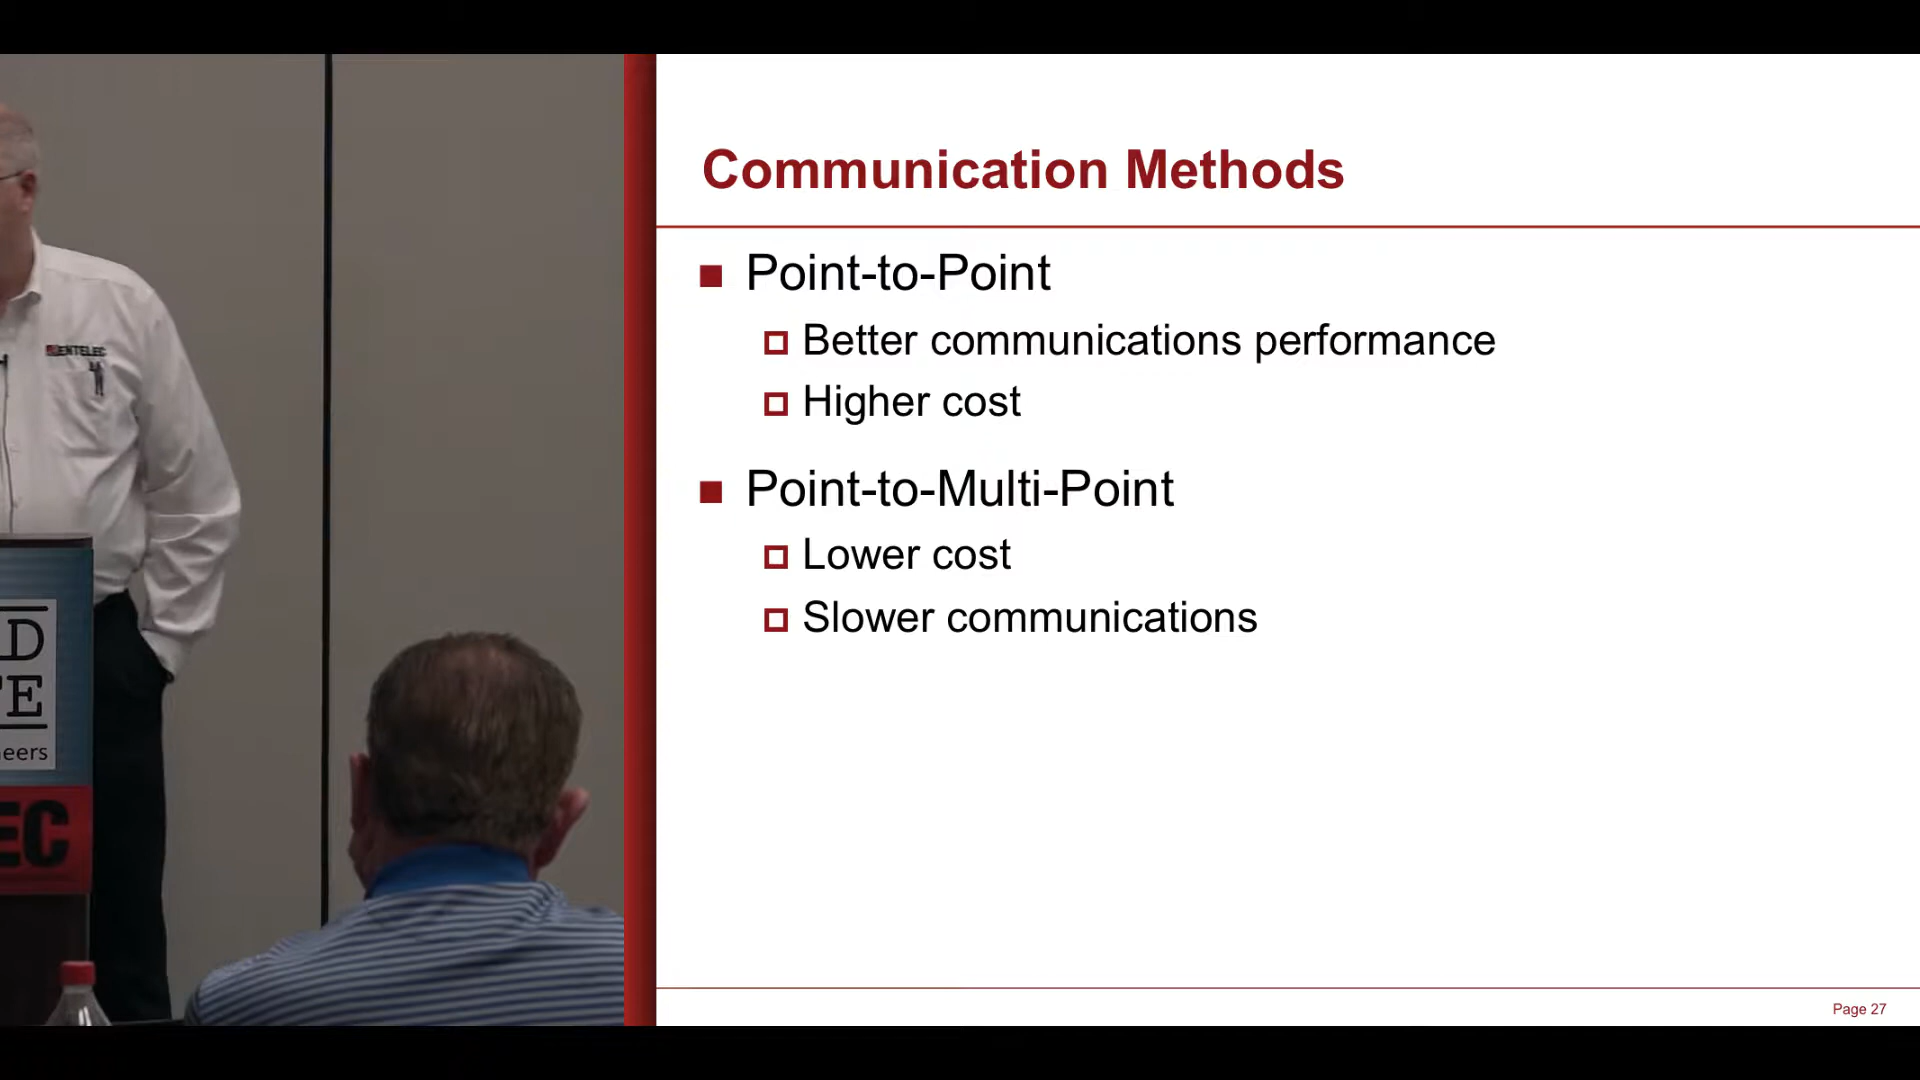 Communication Methods
Point-to-Point
Better communications performance
Higher cost
Point-to-Multi-Point
Lower cost
Slower communications
Page 27
ENTELEC
EC